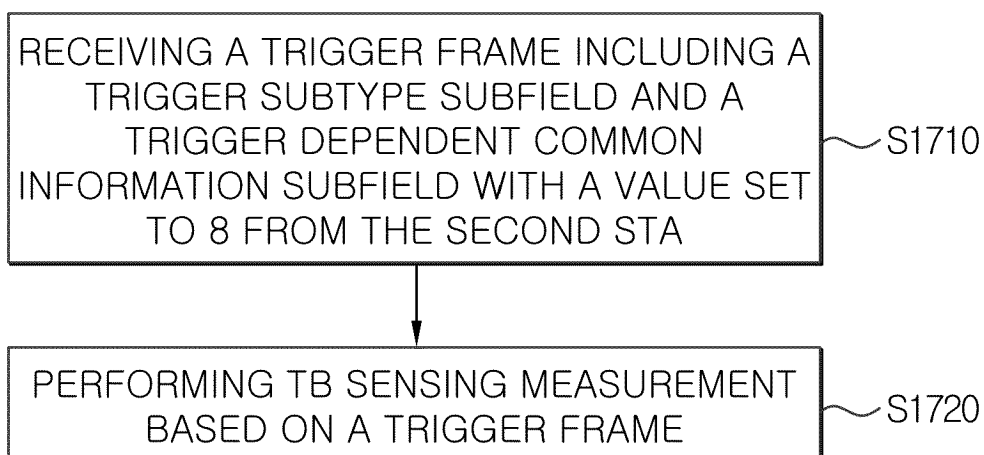 RECEIVING A TRIGGER FRAME INCLUDING A
TRIGGER SUBTYPE SUBFIELD AND A
TRIGGER DEPENDENT COMMON
INFORMATION SUBFIELD WITH A VALUE SET
TO 8 FROM THE SECOND STA
S1710
PERFORMING TB SENSING MEASUREMENT
BASED ON A TRIGGER FRAME
S1720